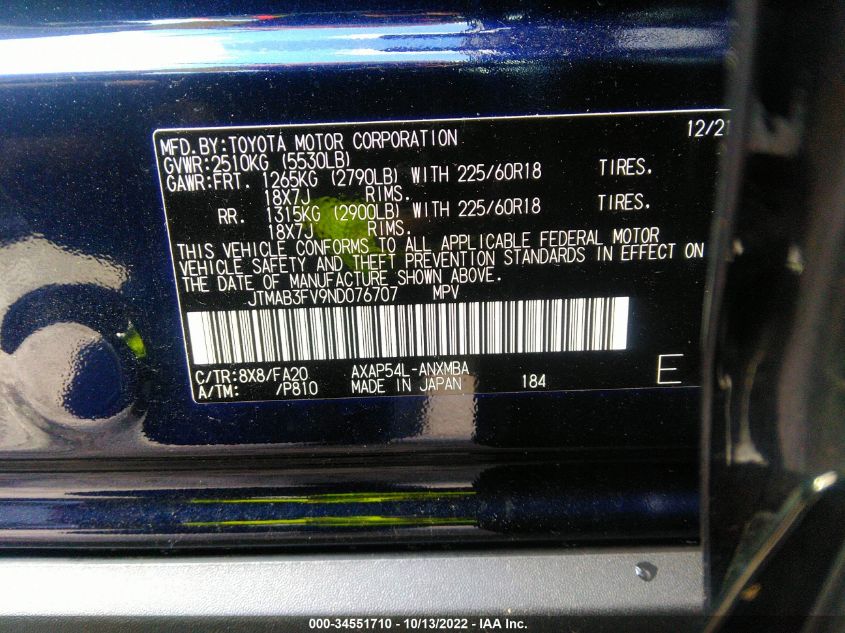 MFD.BY:TOYOTA MOTOR CORPORATION 12/21
GVWR:2510KG (5530LB)
GAWR:FRT. 1265KG (2790LB) WITH 225/60R18 TIRES.
18X7J RIMS.
RR. 1315KG (2900LB) WITH 225/60R18 TIRES.
18X7J RIMS.
THIS VEHICLE CONFORMS TO ALL APPLICABLE FEDERAL MOTOR
VEHICLE SAFETY AND THEFT PREVENTION STANDARDS IN EFFECT ON
THE DATE OF MANUFACTURE SHOWN ABOVE.
JTMAB3FV9ND076707 MPV
C/TR:8X8/FA20 AXAP54L-ANXMBA
A/TM: /P810 MADE IN JAPAN 184 E
000-34551710 - 10/13/2022 - IAA Inc.